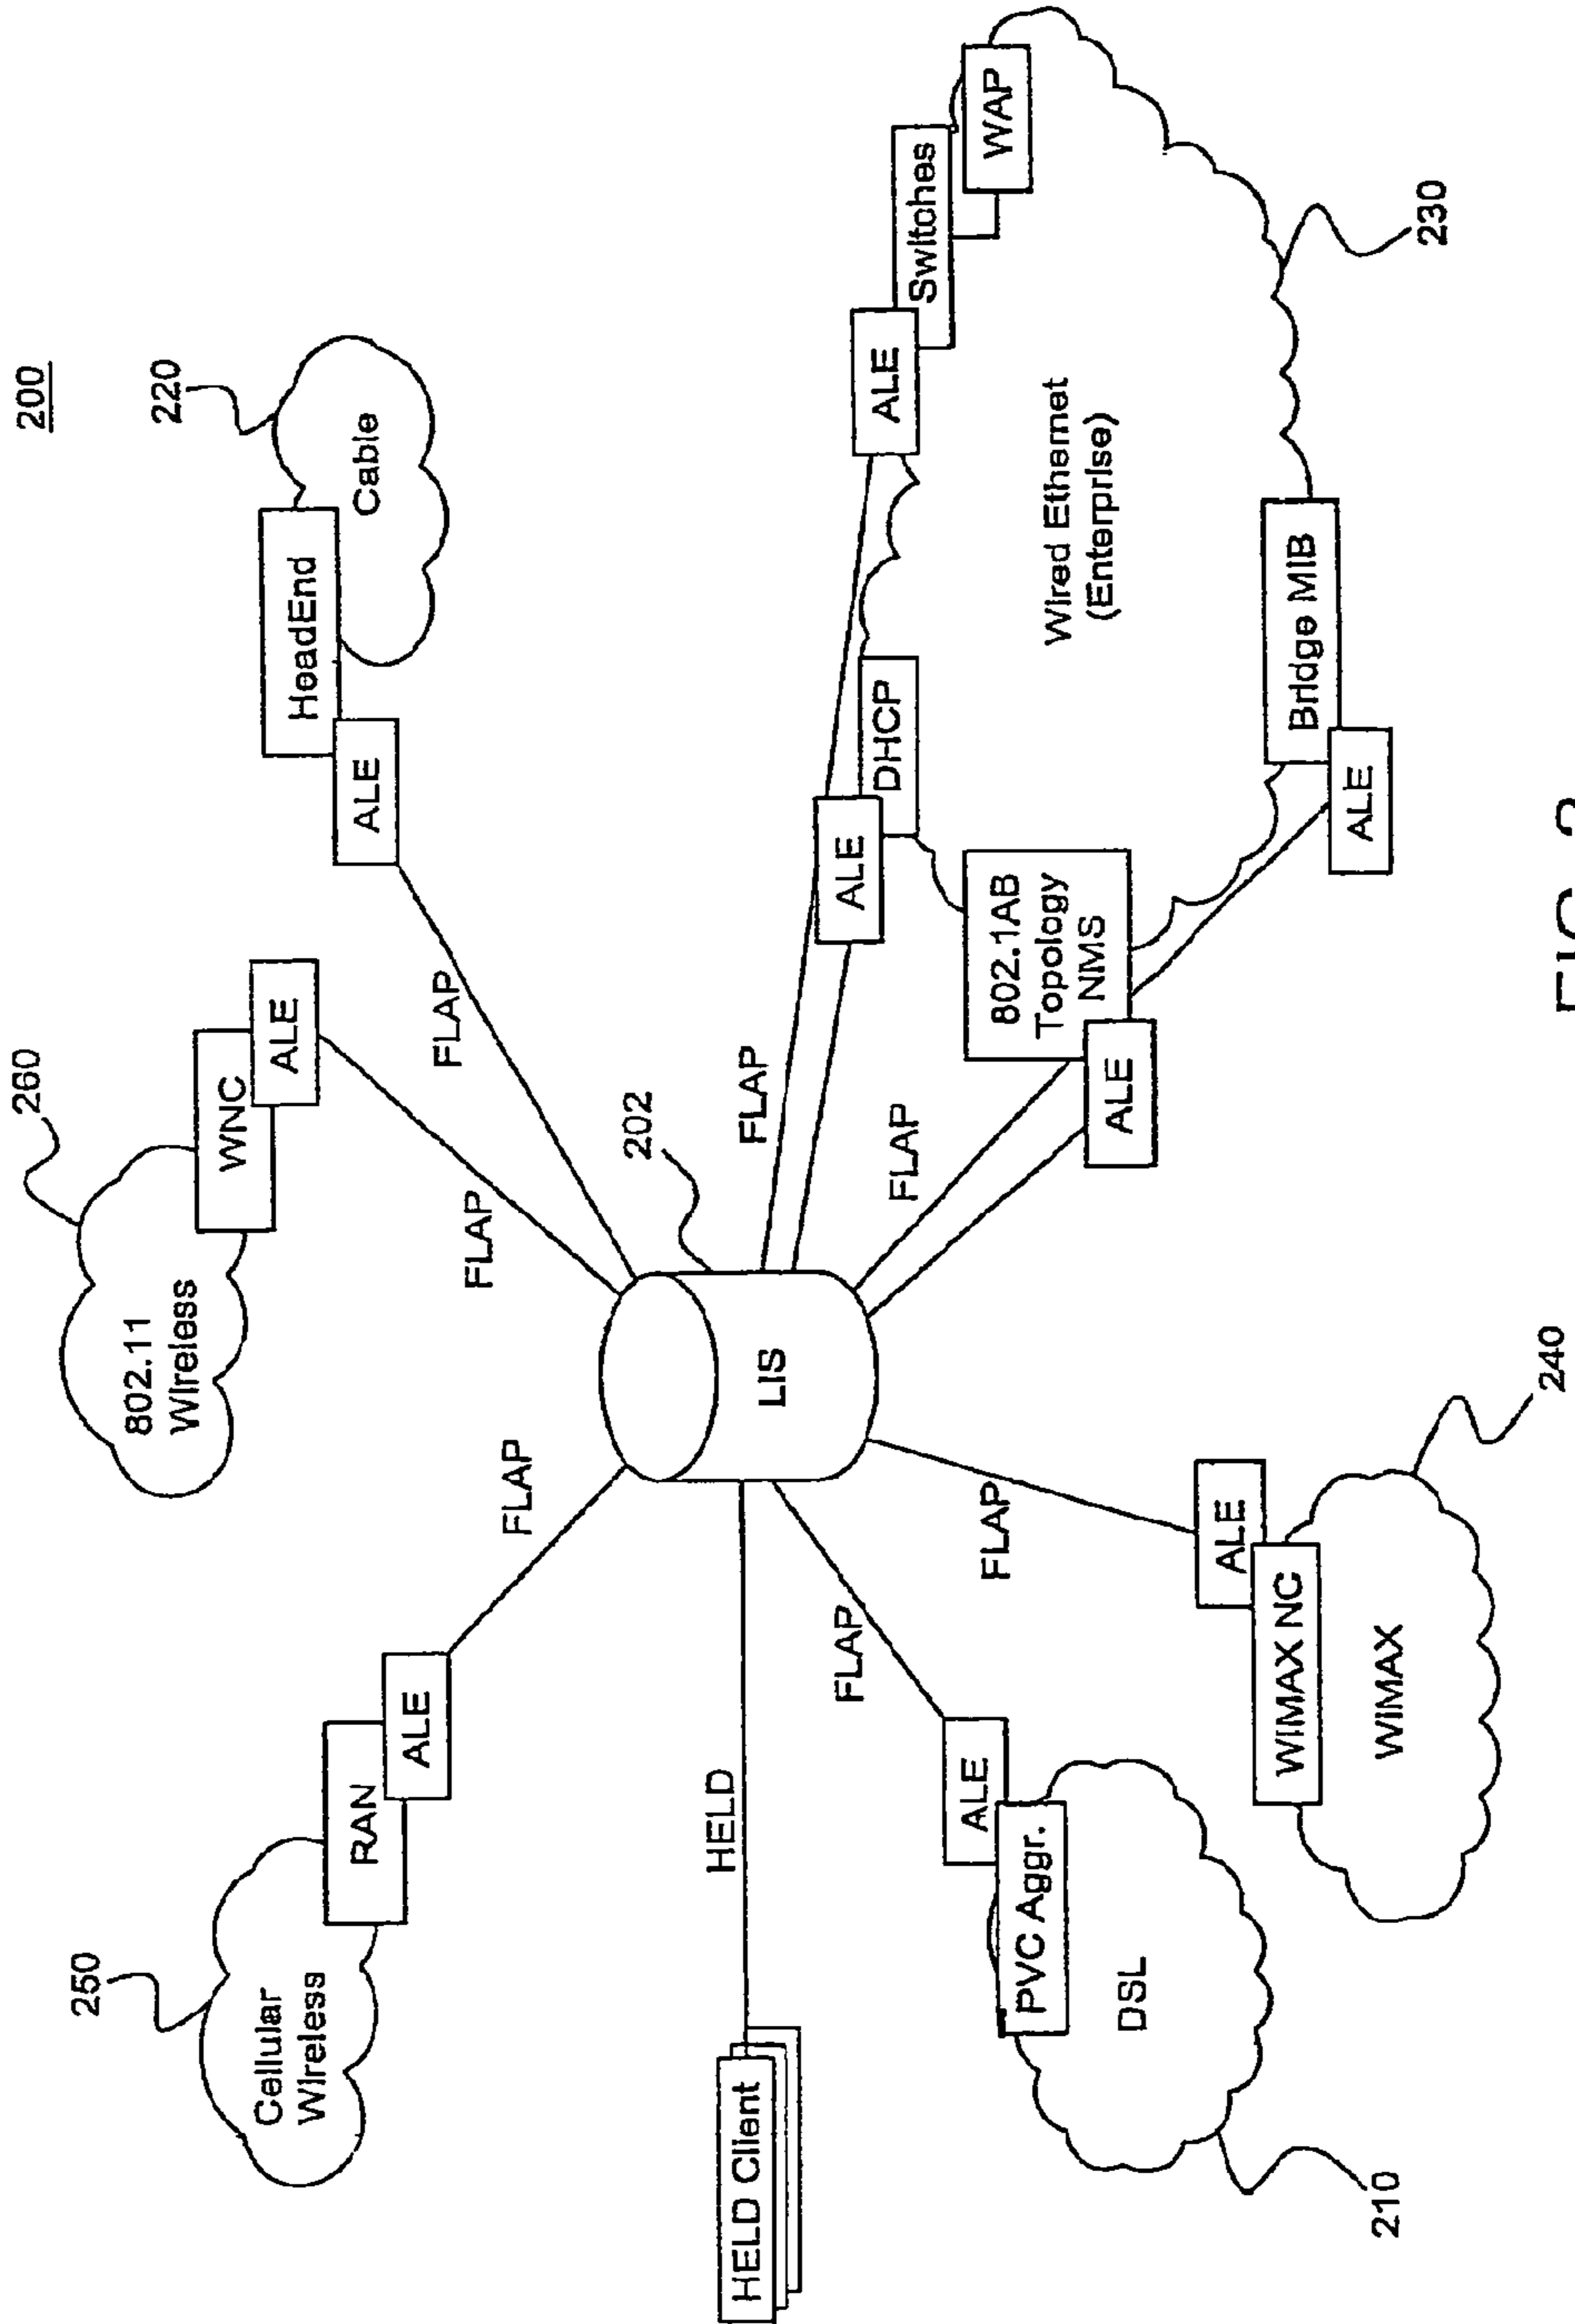 200
260
250
220
802.11
Wireless
WNC
ALE
Cellular
Wireless
RAN
ALE
HeadEnd
Cable
ALE
FLAP
FLAP
FLAP
202
HELD Client
HELD
LIS
FLAP
FLAP
FLAP
FLAP
ALE
DHCP
ALE
Switches
WAP
802.1AB
Topology
NMS
ALE
Wired Ethernet
(Enterprise)
ALE
PVC Aggr.
DSL
ALE
WIMAX NC
WIMAX
Bridge MIB
ALE
210
240
230
FIG